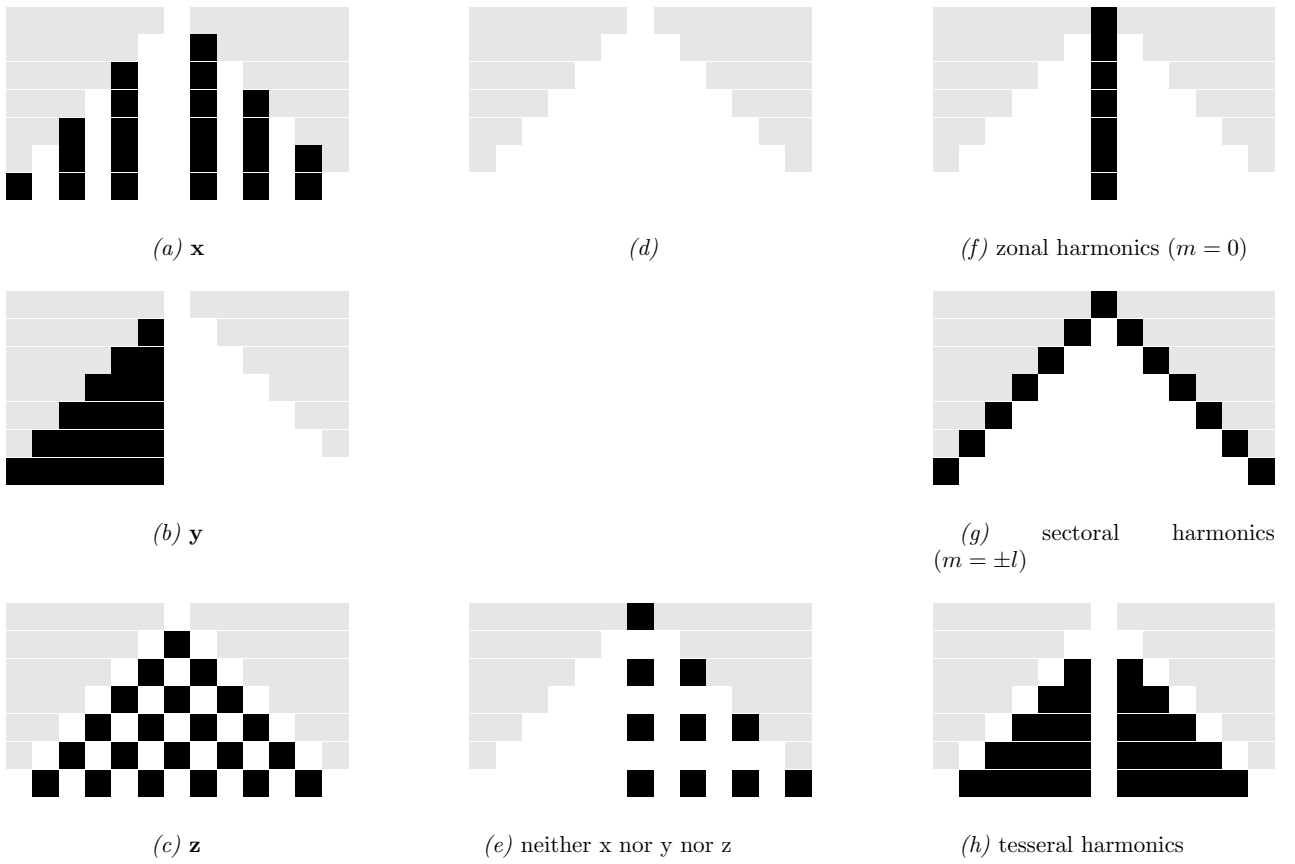 (a) x
(d)
(f) zonal harmonics (m = 0)
(b) y
(g) sectoral harmonics
(m = ±l)
(c) z
(e) neither x nor y nor z
(h) tesseral harmonics